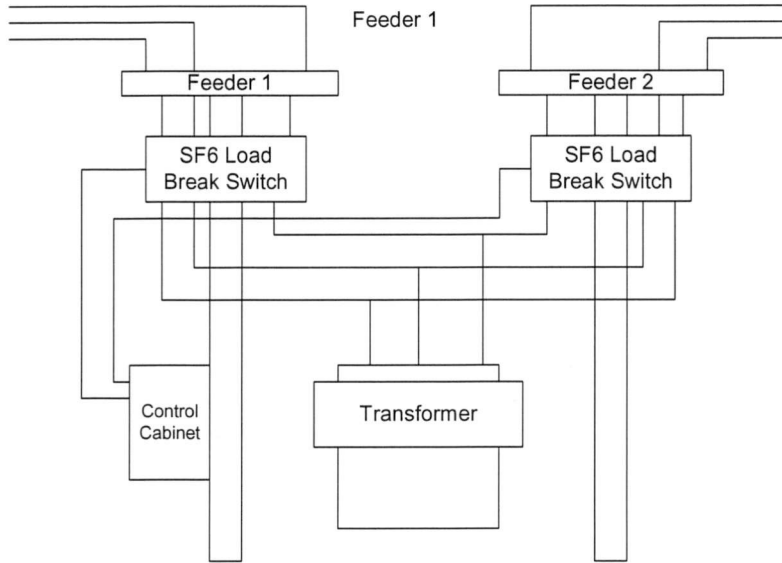 Feeder 1
Feeder 1
Feeder 2
SF6 Load
Break Switch
SF6 Load
Break Switch
Control
Cabinet
Transformer